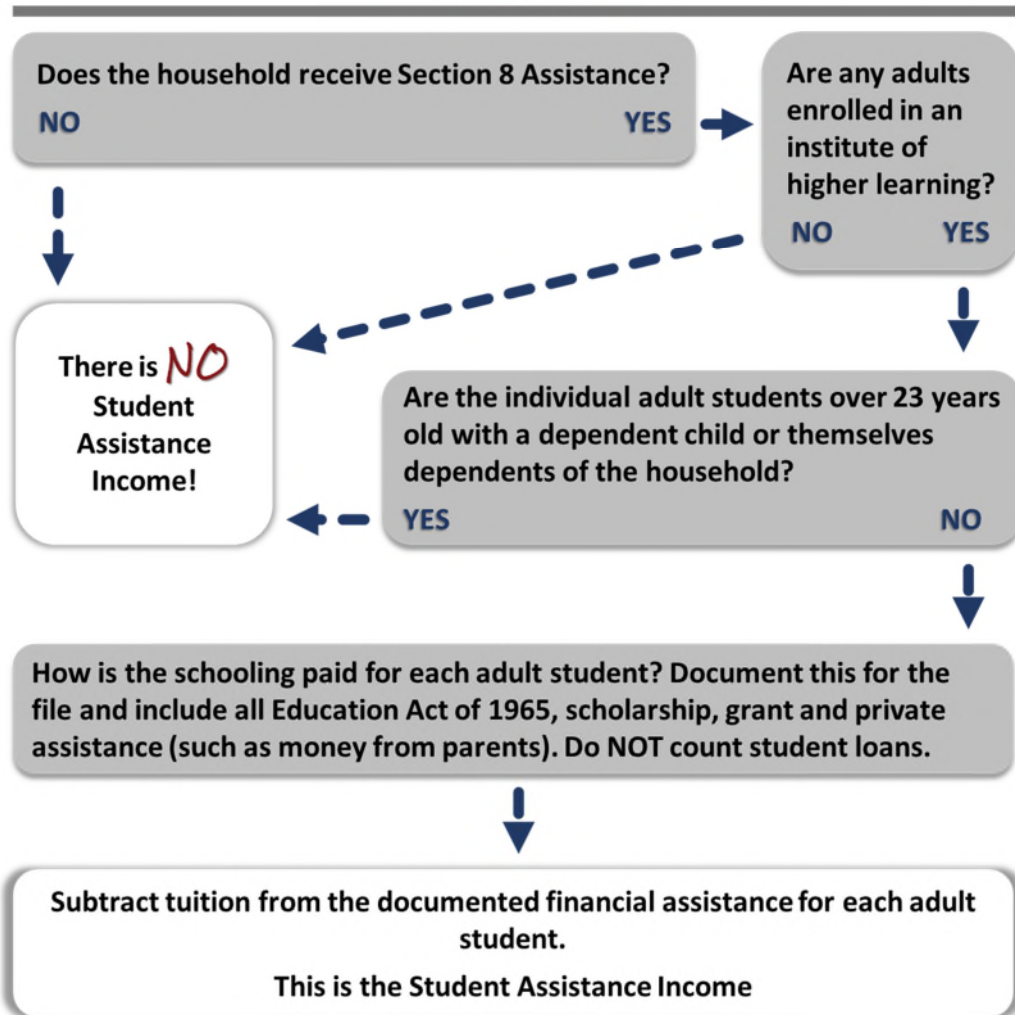 Does the household receive Section 8 Assistance?
NO YES
Are any adults
enrolled in an
institute of
higher learning?
NO YES
There is NO
Student
Assistance
Income!
Are the individual adult students over 23 years
old with a dependent child or themselves
dependents of the household?
YES NO
How is the schooling paid for each adult student? Document this for the
file and include all Education Act of 1965, scholarship, grant and private
assistance (such as money from parents). Do NOT count student loans.
Subtract tuition from the documented financial assistance for each adult
student.
This is the Student Assistance Income